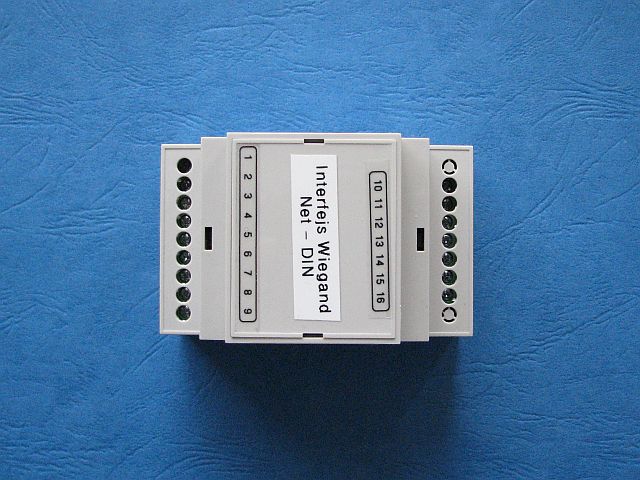 10 11 12 13 14 15 16
Interfejs Wiegand
Net - DIN
1 2 3 4 5 6 7 8 9